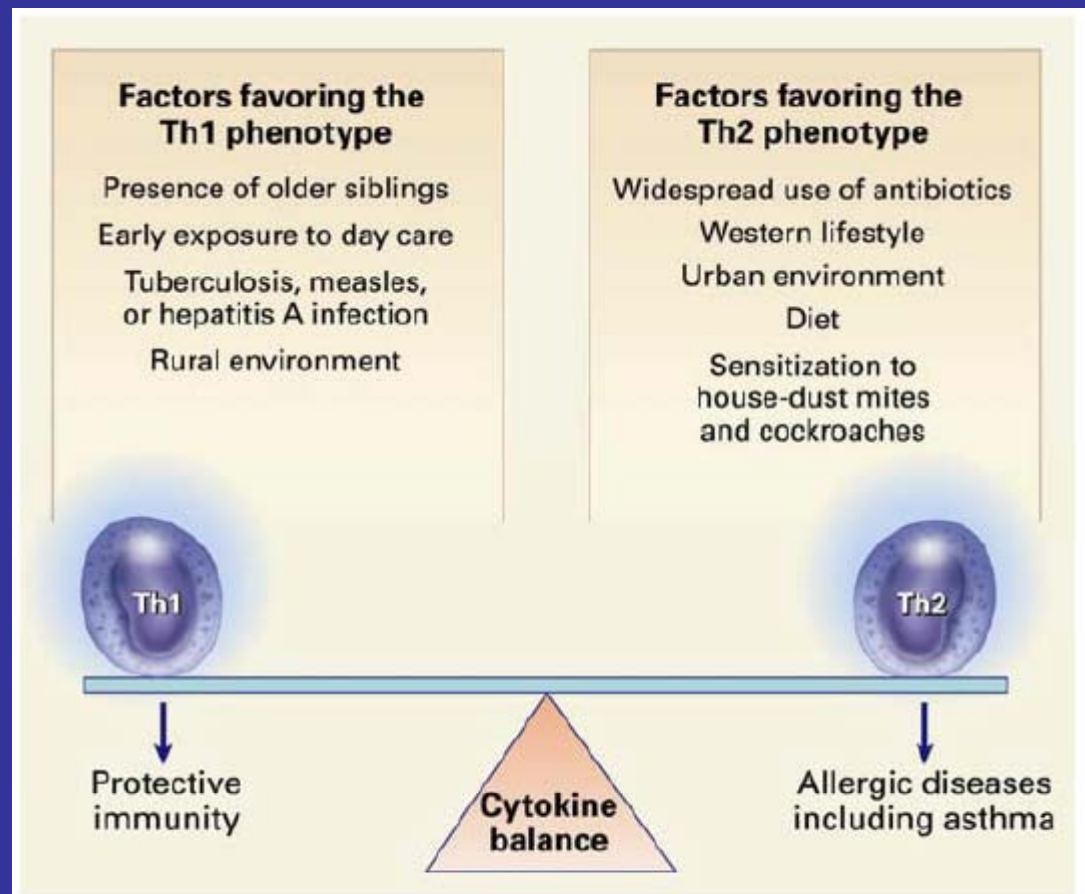 Factors favoring the
Th1 phenotype
Presence of older siblings
Early exposure to day care
Tuberculosis, measles,
or hepatitis A infection
Rural environment
Factors favoring the
Th2 phenotype
Widespread use of antibiotics
Western lifestyle
Urban environment
Diet
Sensitization to
house-dust mites
and cockroaches
Th1
Th2
Protective
immunity
Cytokine
balance
Allergic diseases
including asthma